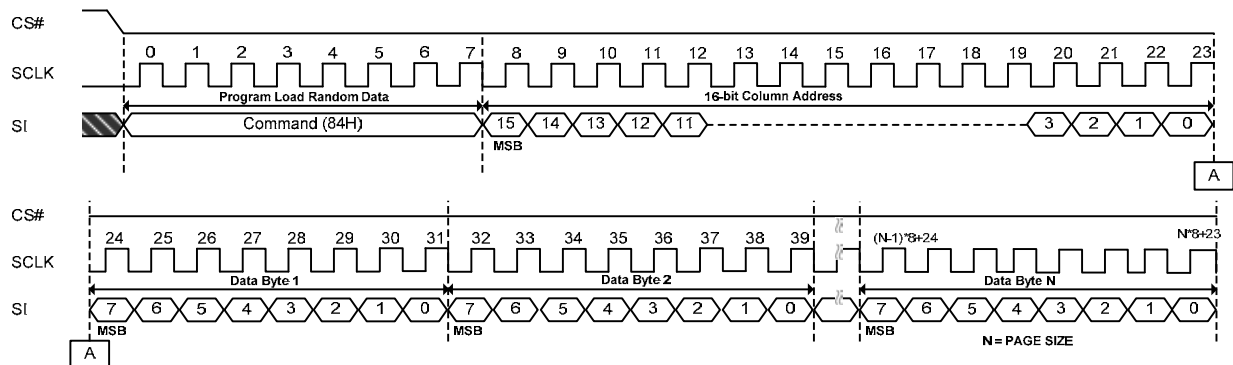 CS#
0 1 2 3 4 5 6 7 8 9 10 11 12 13 14 15 16 17 18 19 20 21 22 23
SCLK
Program Load Random Data 16-bit Column Address
SI Command (84H) 15 14 13 12 11 3 2 1 0
MSB
A
CS#
24 25 26 27 28 29 30 31 32 33 34 35 36 37 38 39 (N-1)*8+24 N*8+23
SCLK
Data Byte 1 Data Byte 2 Data Byte N
SI 7 6 5 4 3 2 1 0 7 6 5 4 3 2 1 0 7 6 5 4 3 2 1 0
MSB MSB MSB
N = PAGE SIZE
A